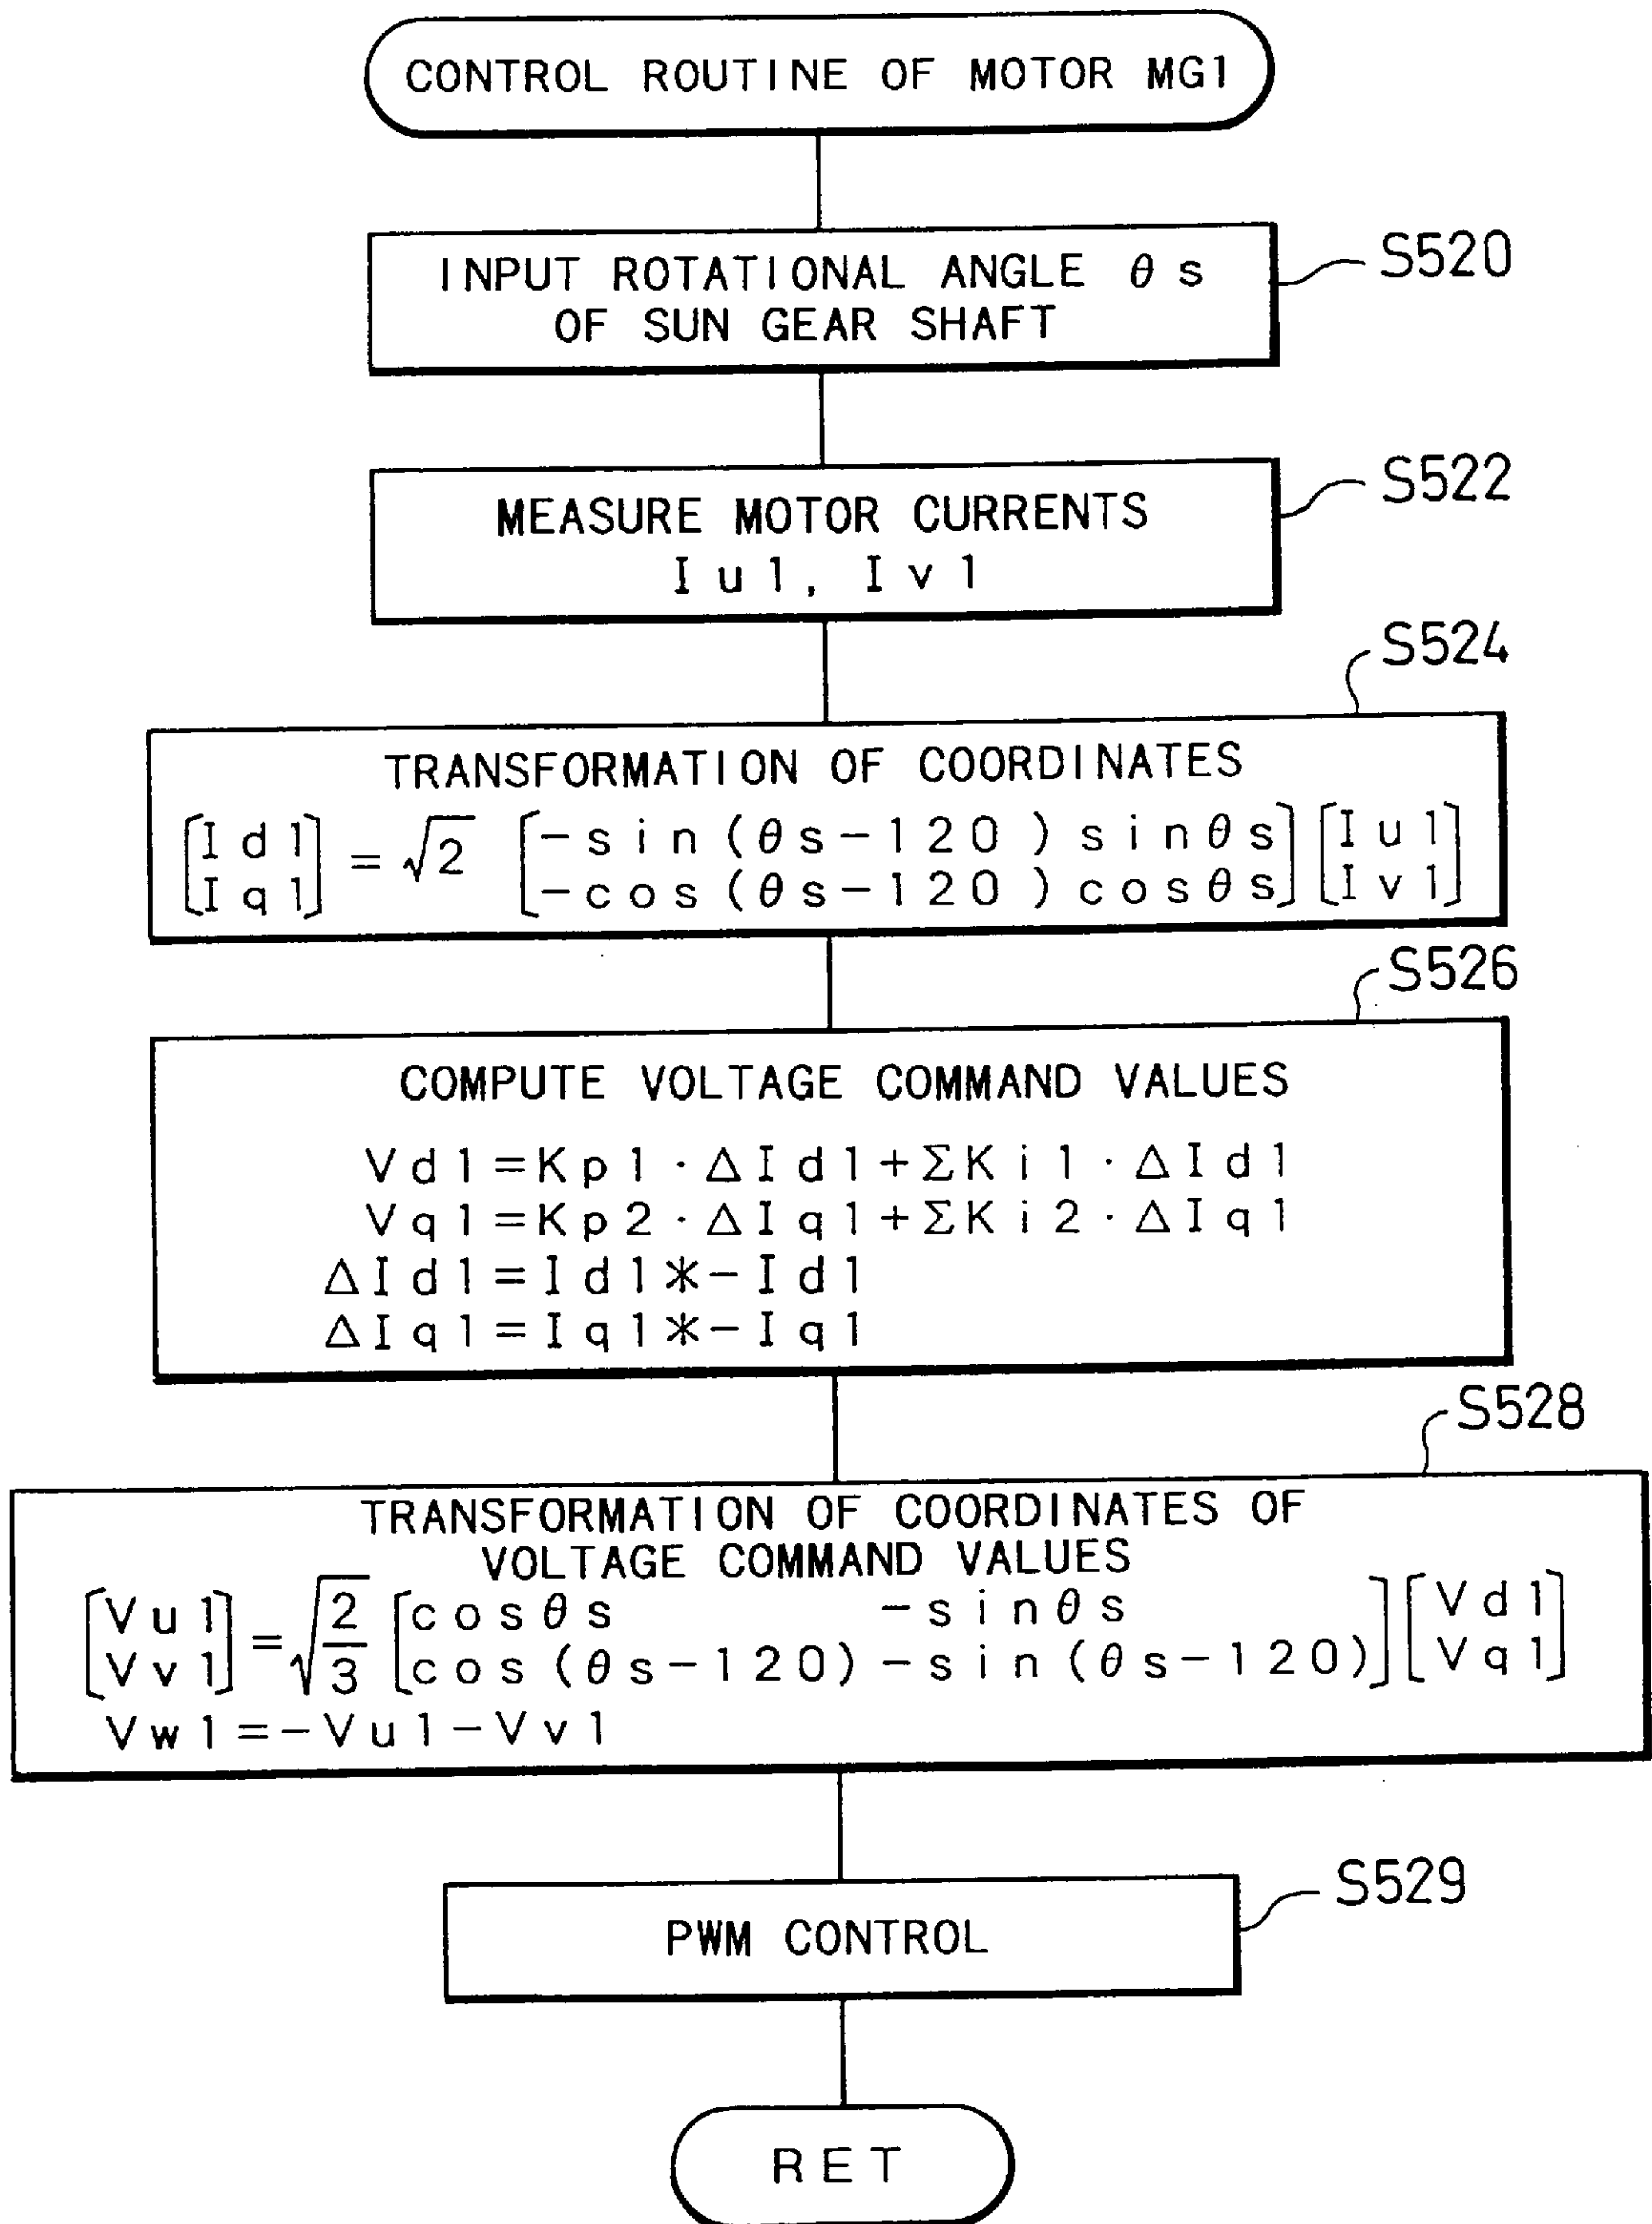 CONTROL ROUTINE OF MOTOR MG1
INPUT ROTATIONAL ANGLE θs
OF SUN GEAR SHAFT
S520
MEASURE MOTOR CURRENTS
Iu1, Iv1
S522
S524
TRANSFORMATION OF COORDINATES
[Id1] = √2 [-sin(θs-120) sinθs] [Iu1]
[Iq1] [-cos(θs-120) cosθs] [Iv1]
S526
COMPUTE VOLTAGE COMMAND VALUES
Vd1=Kp1·ΔId1+ΣKi1·ΔId1
Vq1=Kp2·ΔIq1+ΣKi2·ΔIq1
ΔId1=Id1*-Id1
ΔIq1=Iq1*-Iq1
S528
TRANSFORMATION OF COORDINATES OF
VOLTAGE COMMAND VALUES
[Vu1] = √2/3 [cosθs -sinθs] [Vd1]
[Vv1] [cos(θs-120) -sin(θs-120)] [Vq1]
Vw1=-Vu1-Vv1
PWM CONTROL
S529
RET